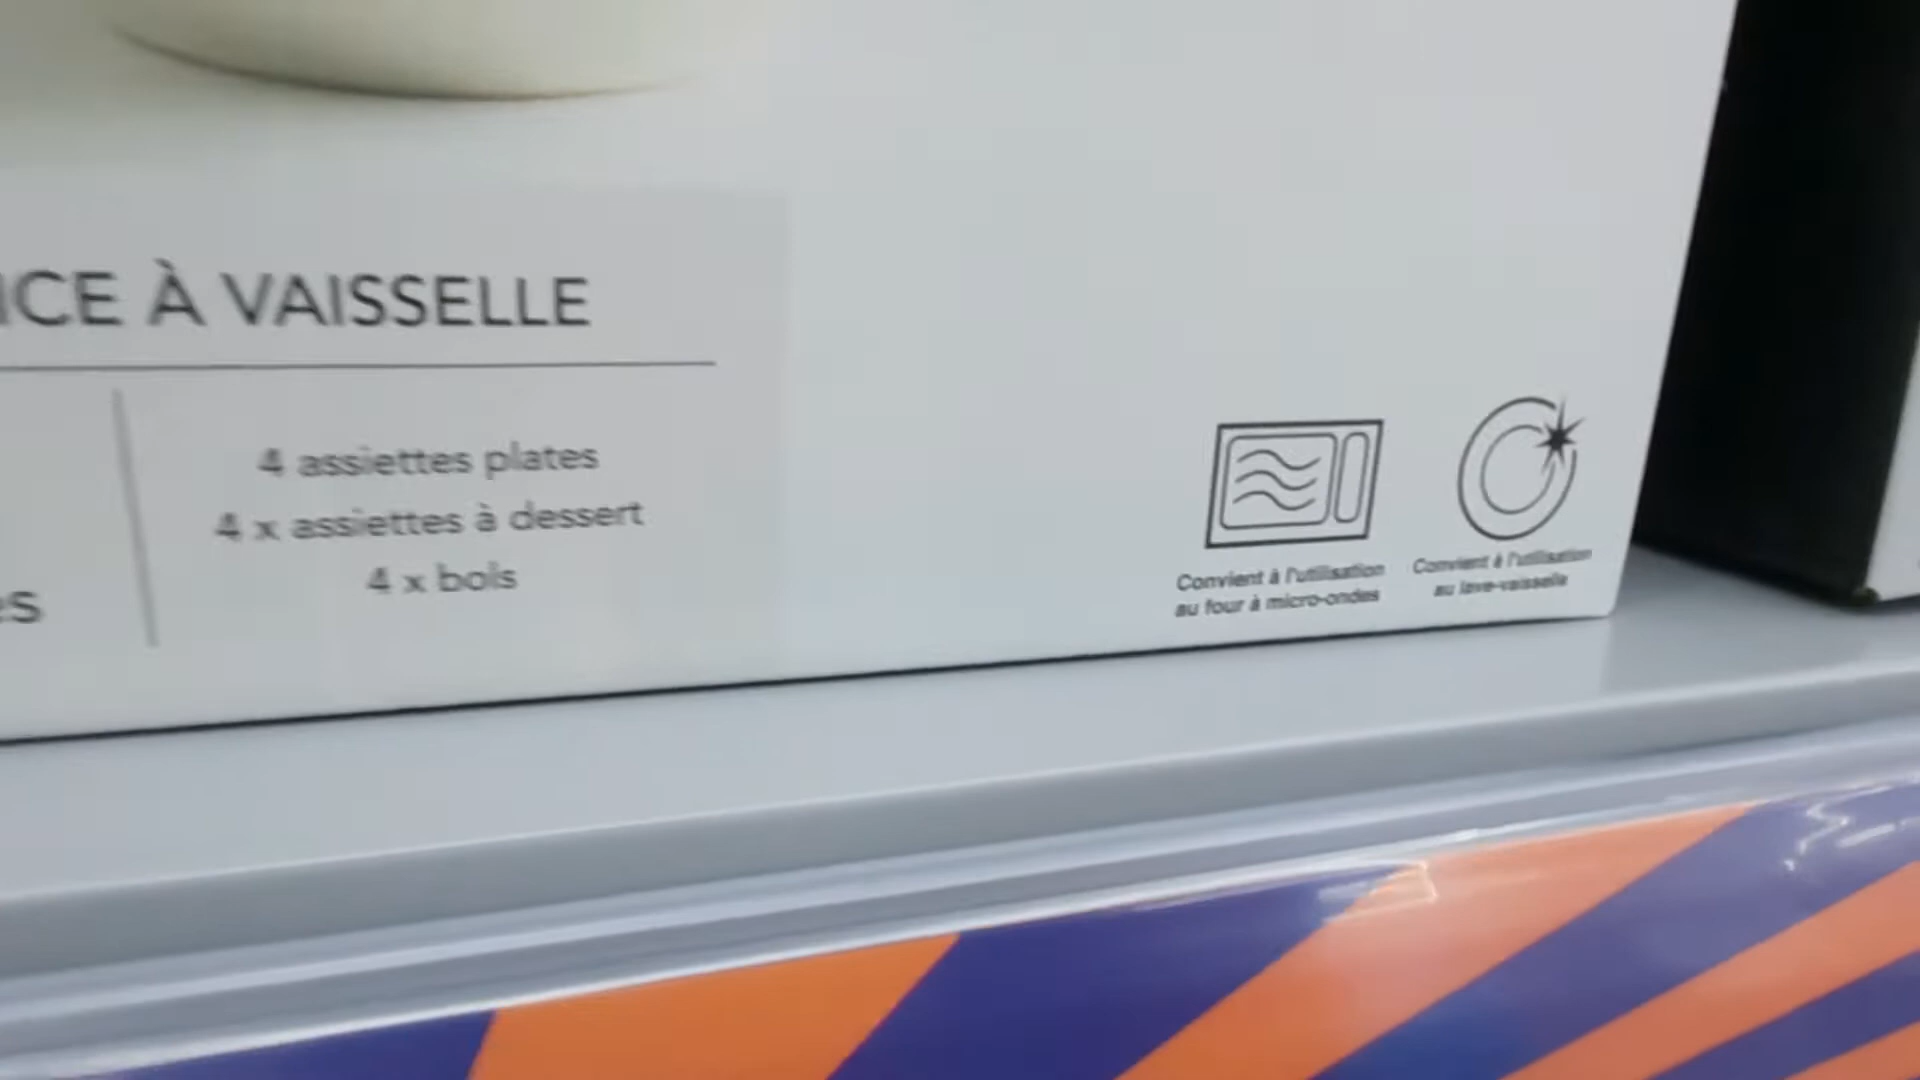 ICE À VAISSELLE
4 assiettes plates
4 x assiettes à dessert
4 x bols
es
Convient à l'utilisation
au four à micro-ondes
Convient à l'utilisation
au lave-vaisselle